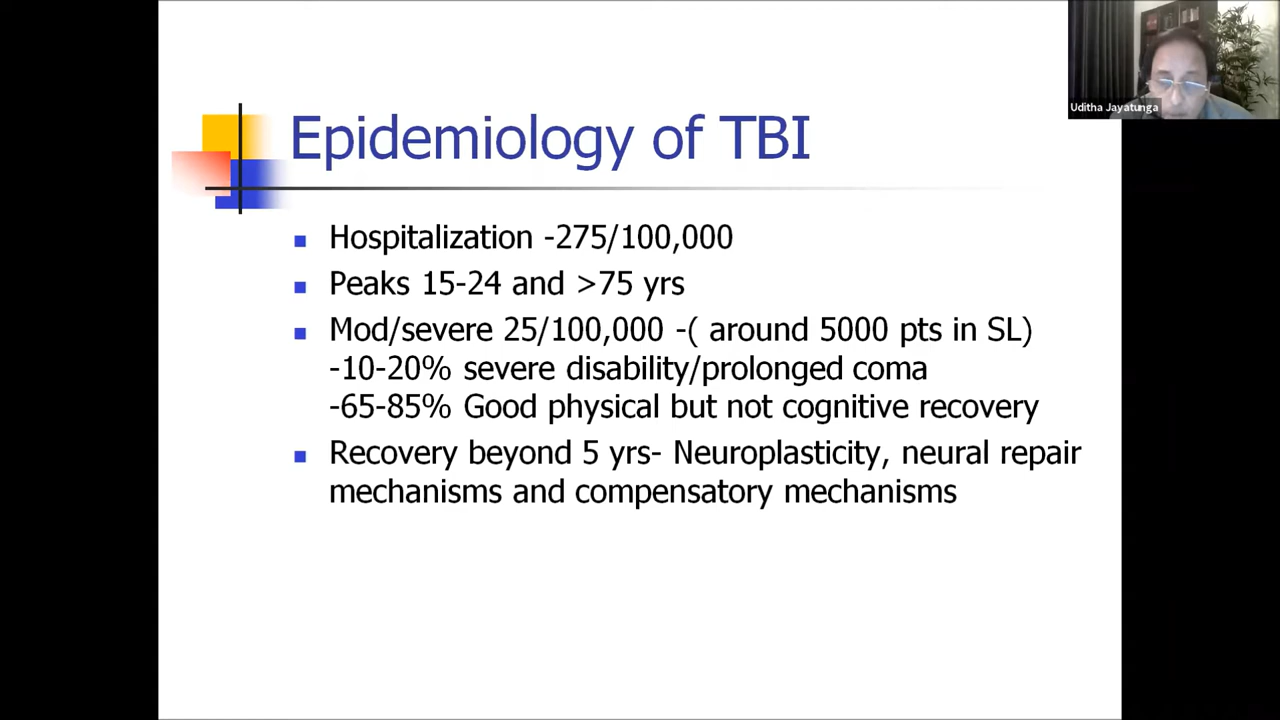 Uditha Jayatunga
Epidemiology of TBI
Hospitalization -275/100,000
Peaks 15-24 and >75 yrs
Mod/severe 25/100,000 -( around 5000 pts in SL)
-10-20% severe disability/prolonged coma
-65-85% Good physical but not cognitive recovery
Recovery beyond 5 yrs- Neuroplasticity, neural repair
mechanisms and compensatory mechanisms